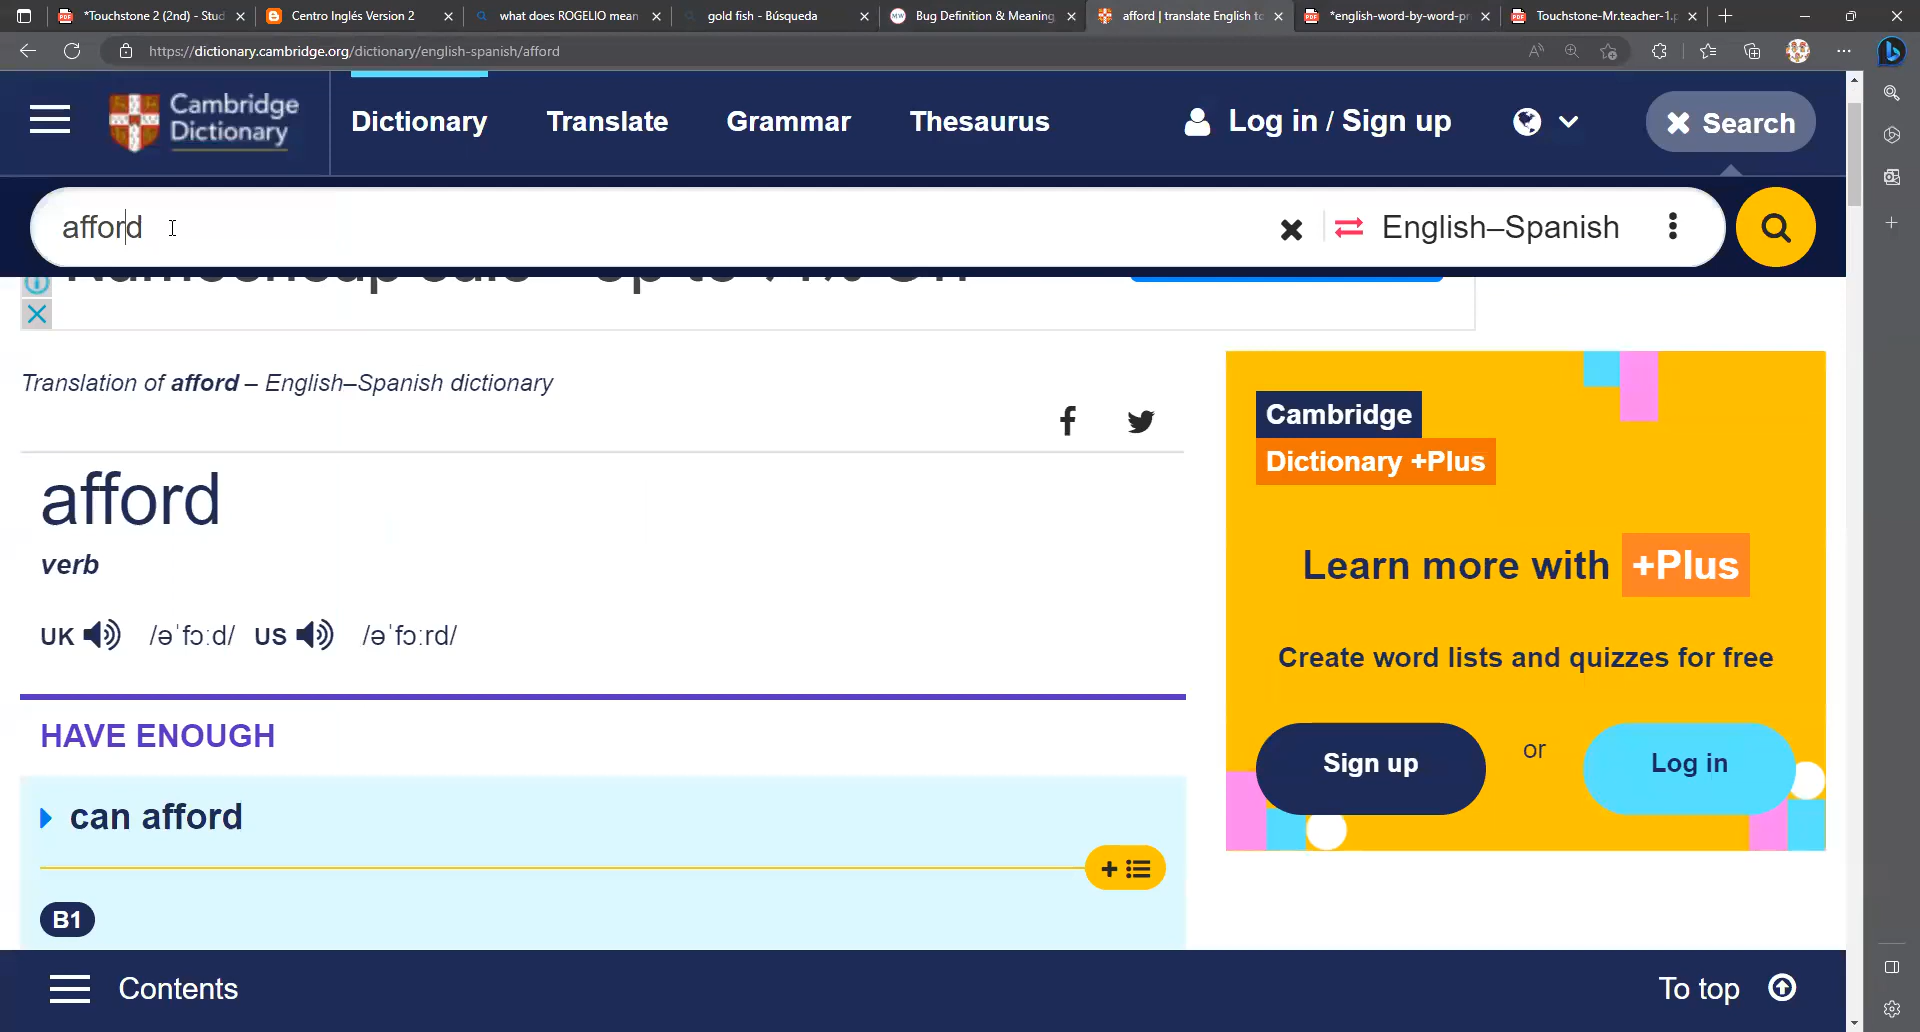 *Touchstone 2 (2nd) - Stud
Centro Inglés Version 2
what does ROGELIO mean
gold fish - Búsqueda
MW Bug Definition & Meaning
afford | translate English to
*english-word-by-word-pr
Touchstone-Mr.teacher-1.p
https://dictionary.cambridge.org/dictionary/english-spanish/afford
Cambridge
Dictionary
Dictionary
Translate
Grammar
Thesaurus
Log in / Sign up
Search
afford
English–Spanish
Translation of afford – English–Spanish dictionary
afford
verb
UK /əˈfɔːd/ US /əˈfɔːrd/
HAVE ENOUGH
can afford
B1
Cambridge
Dictionary +Plus
Learn more with +Plus
Create word lists and quizzes for free
Sign up
or
Log in
Contents
To top